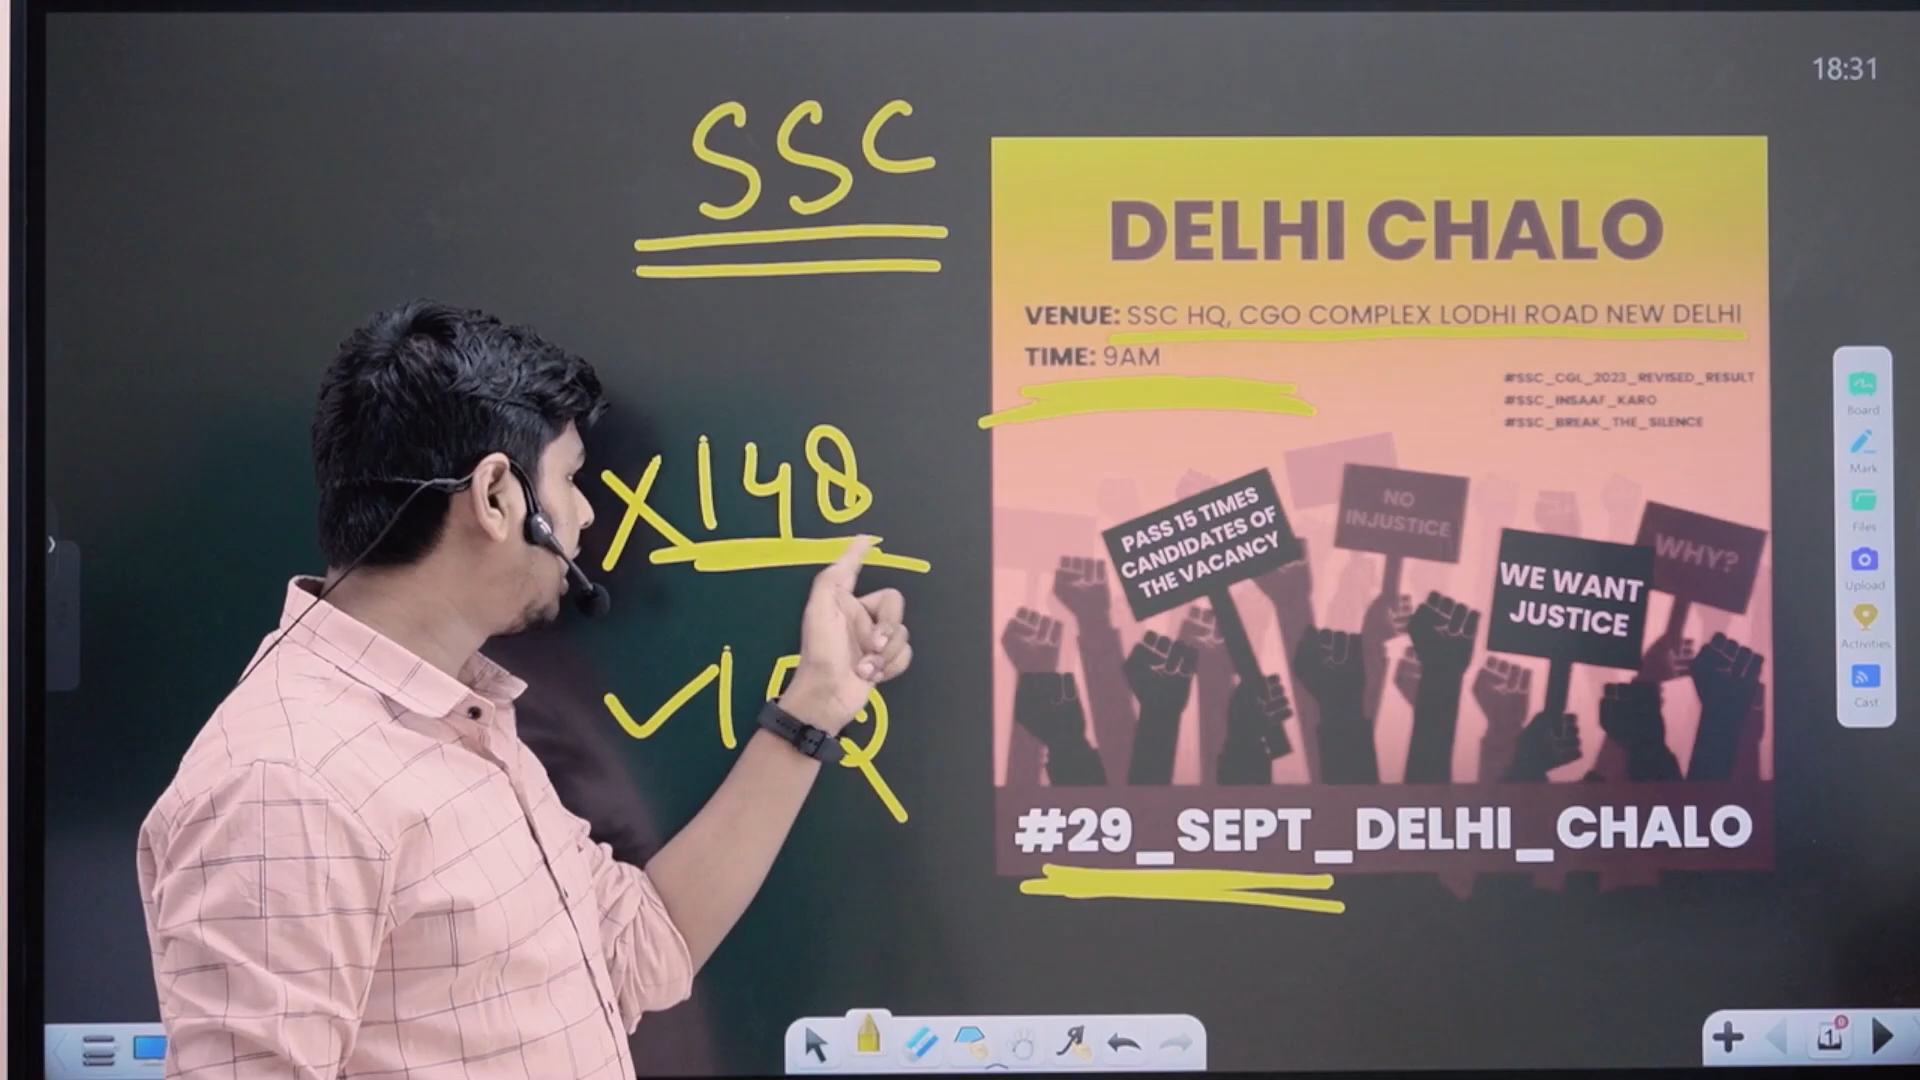 18:31
SSC
DELHI CHALO
VENUE: SSC HQ, CGO COMPLEX LODHI ROAD NEW DELHI
TIME: 9AM
#SSC_CGL_2023_REVISED_RESULT
#SSC_INSAAF_KARO
#SSC_BREAK_THE_SILENCE
X148
PASS 15 TIMES
CANDIDATES OF
THE VACANCY
NO
INJUSTICE
WE WANT
JUSTICE
WHY?
#29_SEPT_DELHI_CHALO
Board
Mark
Files
Upload
Activities
Cast
1
0